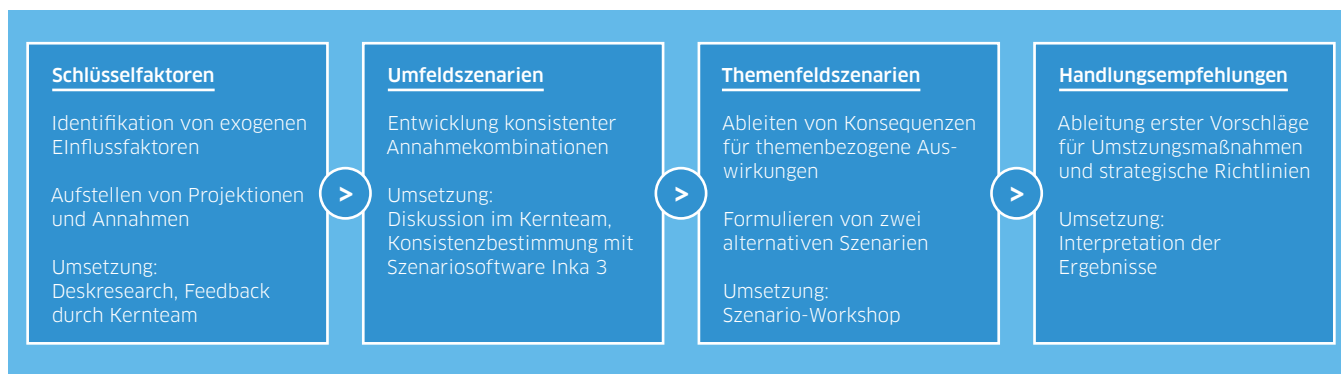 Schlüsselfaktoren
Identifikation von exogenen
EInflussfaktoren
Aufstellen von Projektionen
und Annahmen
Umsetzung:
Deskresearch, Feedback
durch Kernteam
>
Umfeldszenarien
Entwicklung konsistenter
Annahmekombinationen
Umsetzung:
Diskussion im Kernteam,
Konsistenzbestimmung mit
Szenariosoftware Inka 3
>
Themenfeldszenarien
Ableiten von Konsequenzen
für themenbezogene Aus-
wirkungen
Formulieren von zwei
alternativen Szenarien
Umsetzung:
Szenario-Workshop
>
Handlungsempfehlungen
Ableitung erster Vorschläge
für Umstzungsmaßnahmen
und strategische Richtlinien
Umsetzung:
Interpretation der
Ergebnisse